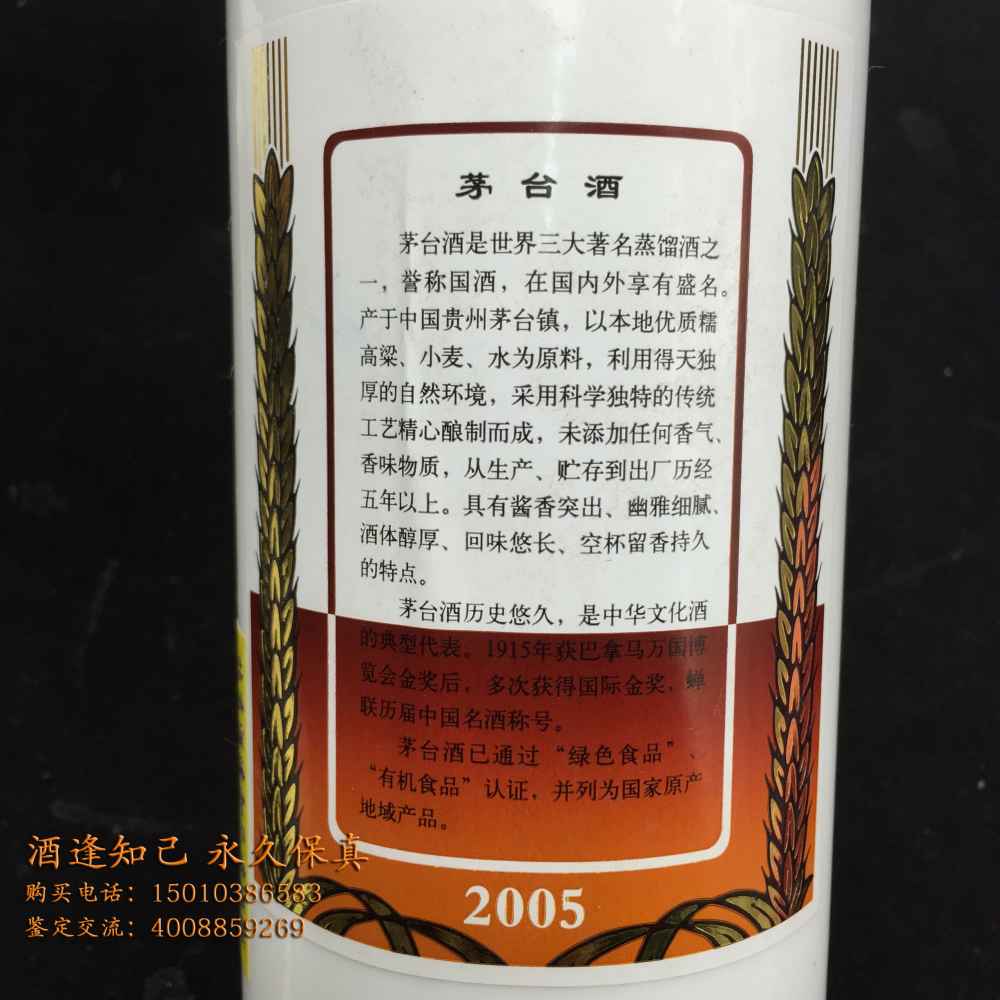 茅台酒
茅台酒是世界三大著名蒸馏酒之
一，誉称国酒，在国内外享有盛名。
产于中国贵州茅台镇，以本地优质糯
高粱、小麦、水为原料，利用得天独
厚的自然环境，采用科学独特的传统
工艺精心酿制而成，未添加任何香气、
香味物质，从生产、贮存到出厂历经
五年以上。具有酱香突出、幽雅细腻、
酒体醇厚、回味悠长、空杯留香持久
的特点。
茅台酒历史悠久，是中华文化酒
的典型代表。1915年获巴拿马万国博
览会金奖后，多次获得国际金奖，蝉
联历届中国名酒称号。
茅台酒已通过“绿色食品”、
“有机食品”认证，并列为国家原产
地域产品。
2005
酒逢知己 永久保真
购买电话：15010386583
鉴定交流：4008859269